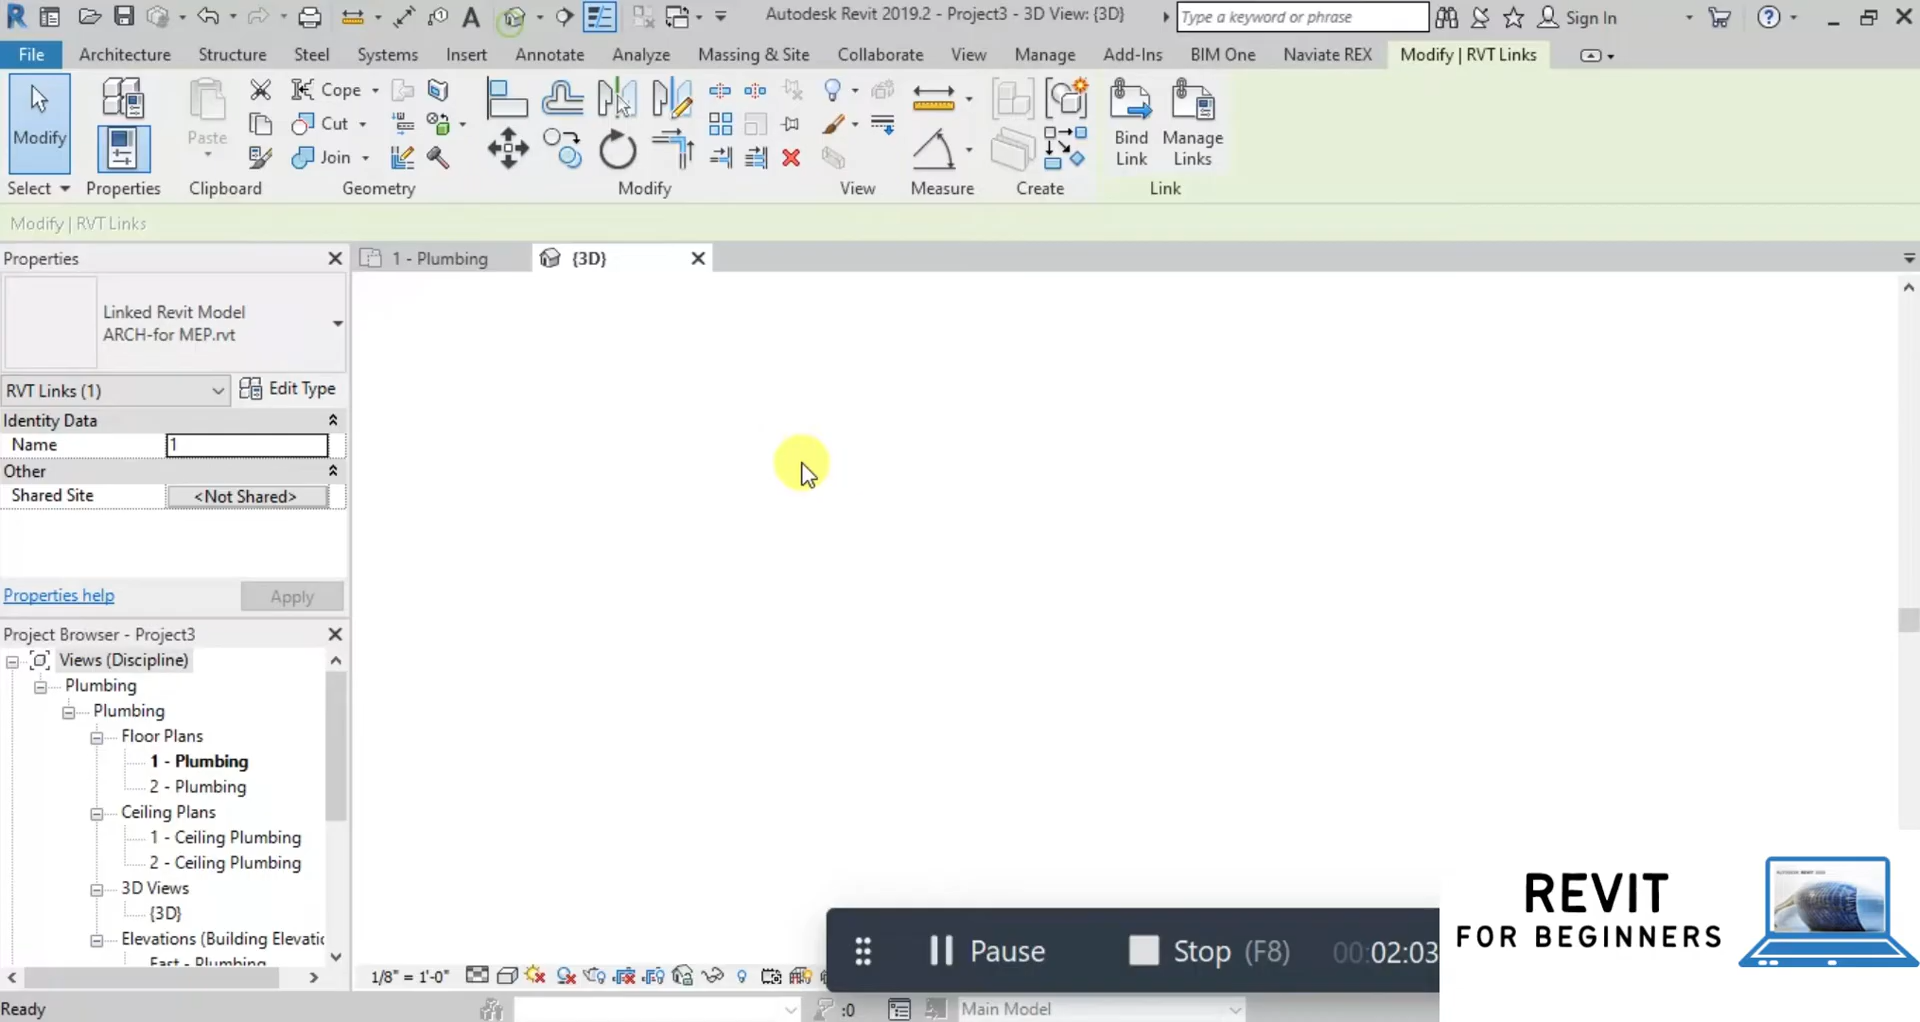 Autodesk Revit 2019.2 - Project3 - 3D View: {3D}
Type a keyword or phrase
Sign In
File
Architecture
Structure
Steel
Systems
Insert
Annotate
Analyze
Massing & Site
Collaborate
View
Manage
Add-Ins
BIM One
Naviate REX
Modify | RVT Links
Modify
Paste
Cope
Cut
Join
Bind
Link
Manage
Links
Select
Properties
Clipboard
Geometry
Modify
View
Measure
Create
Link
Modify | RVT Links
Properties
1 - Plumbing
{3D}
Linked Revit Model
ARCH-for MEP.rvt
RVT Links (1)
Edit Type
Identity Data
Name
1
Other
Shared Site
<Not Shared>
Properties help
Apply
Project Browser - Project3
Views (Discipline)
Plumbing
Plumbing
Floor Plans
1 - Plumbing
2 - Plumbing
Ceiling Plans
1 - Ceiling Plumbing
2 - Ceiling Plumbing
3D Views
{3D}
Elevations (Building Elevatic
East - Plumbing
1/8" = 1'-0"
Pause
Stop (F8)
00:02:03
REVIT
FOR BEGINNERS
Ready
:0
Main Model